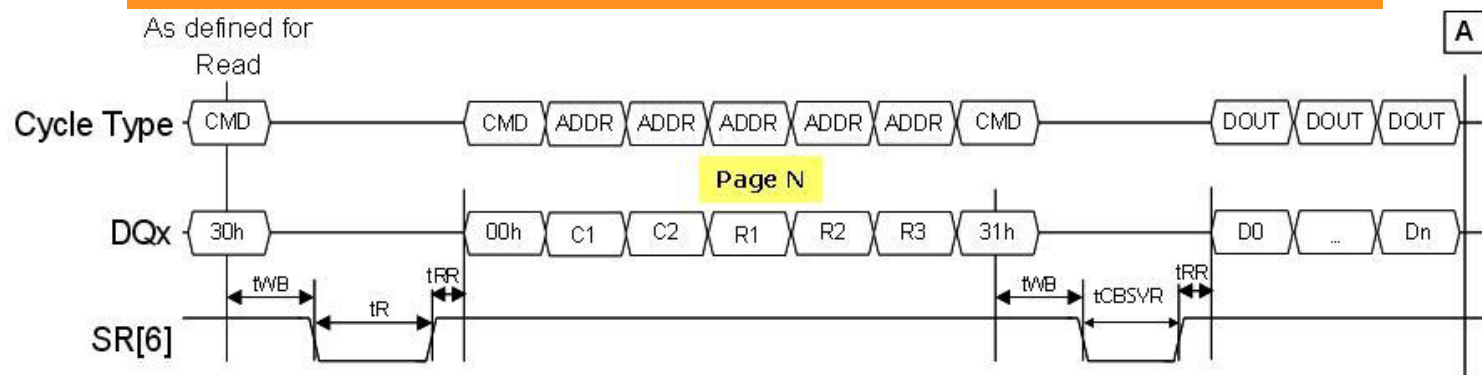 As defined for
Read
A
Cycle Type CMD CMD ADDR ADDR ADDR ADDR ADDR CMD DOUT DOUT DOUT
Page N
DQx 30h 00h C1 C2 R1 R2 R3 31h D0 ... Dn
tWB tR tRR tWB tCBSYR tRR
SR[6]